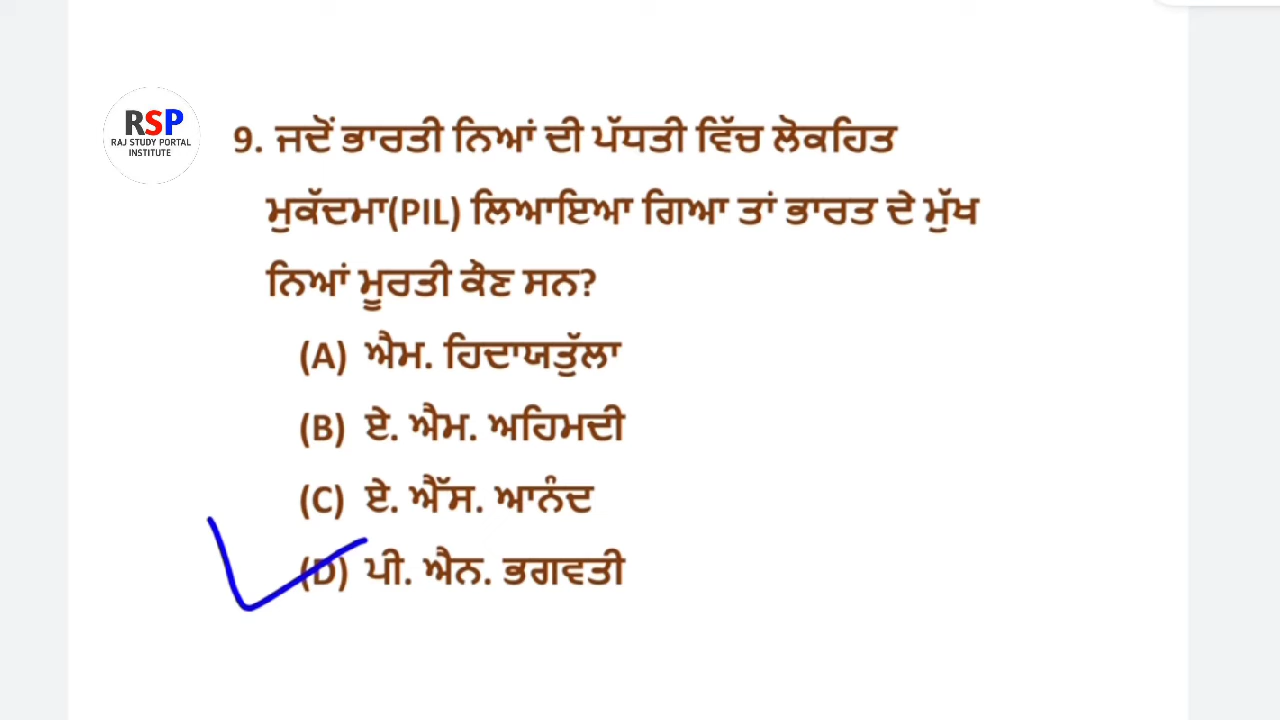 RSP
RAJ STUDY PORTAL
INSTITUTE
9. ਜਦੋਂ ਭਾਰਤੀ ਨਿਆਂ ਦੀ ਪੱਧਤੀ ਵਿੱਚ ਲੋਕਹਿਤ
ਮੁਕੱਦਮਾ(PIL) ਲਿਆਇਆ ਗਿਆ ਤਾਂ ਭਾਰਤ ਦੇ ਮੁੱਖ
ਨਿਆਂ ਮੂਰਤੀ ਕੌਣ ਸਨ?
(A) ਐਮ. ਹਿਦਾਯਤੁੱਲਾ
(B) ਏ. ਐਮ. ਅਹਿਮਦੀ
(C) ਏ. ਐੱਸ. ਆਨੰਦ
(D) ਪੀ. ਐਨ. ਭਗਵਤੀ